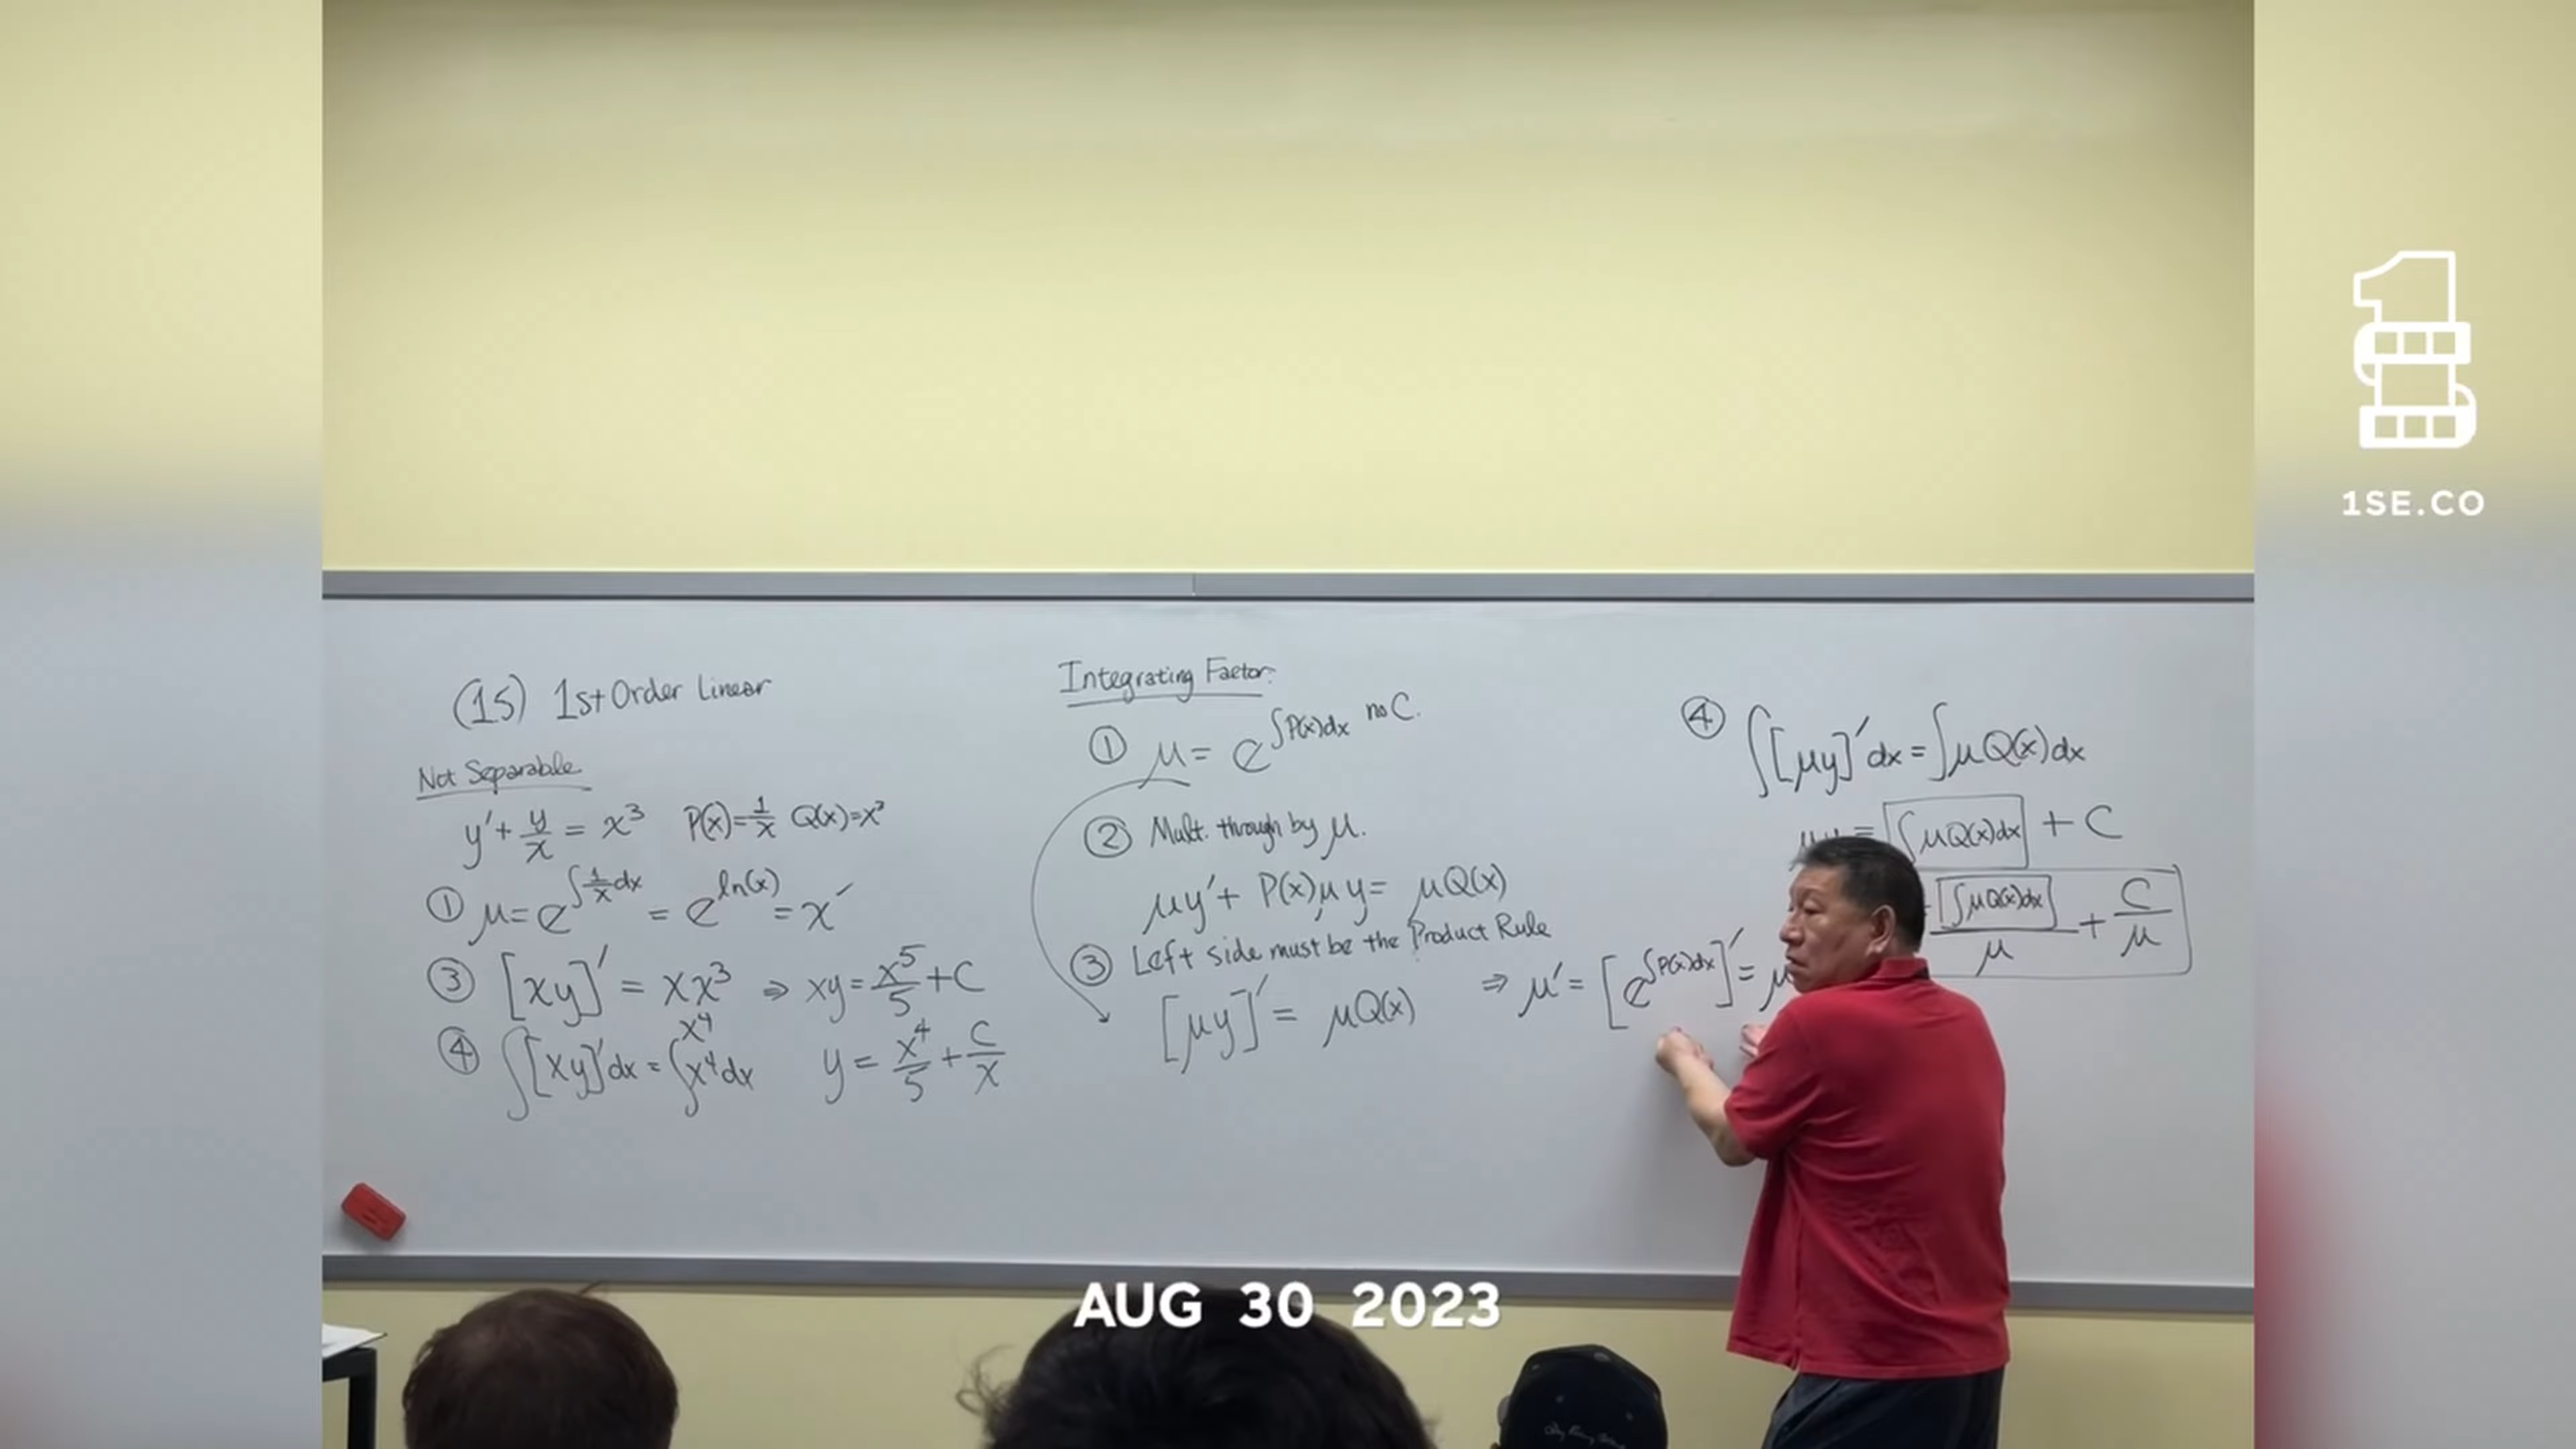 (15) 1st Order Linear
Not Separable
y' + y/x = x³ P(x) = 1/x Q(x) = x³
① μ = e^∫1/x dx = e^ln(x) = x
③ [xy]' = xx³ ⇒ xy = x⁵/5 + C
x⁴
④ ∫[xy]'dx = ∫x⁴dx y = x⁴/5 + C/x
Integrating Factor:
① μ = e^∫P(x)dx no C.
② Mult. through by μ.
μy' + P(x)μy = μQ(x)
③ Left side must be the Product Rule
[μy]' = μQ(x) ⇒ μ' = [e^∫P(x)dx]' = μ
④ ∫[μy]'dx = ∫μQ(x)dx
= ∫μQ(x)dx + C
∫μQ(x)dx/μ + C/μ
AUG 30 2023
1SE.CO